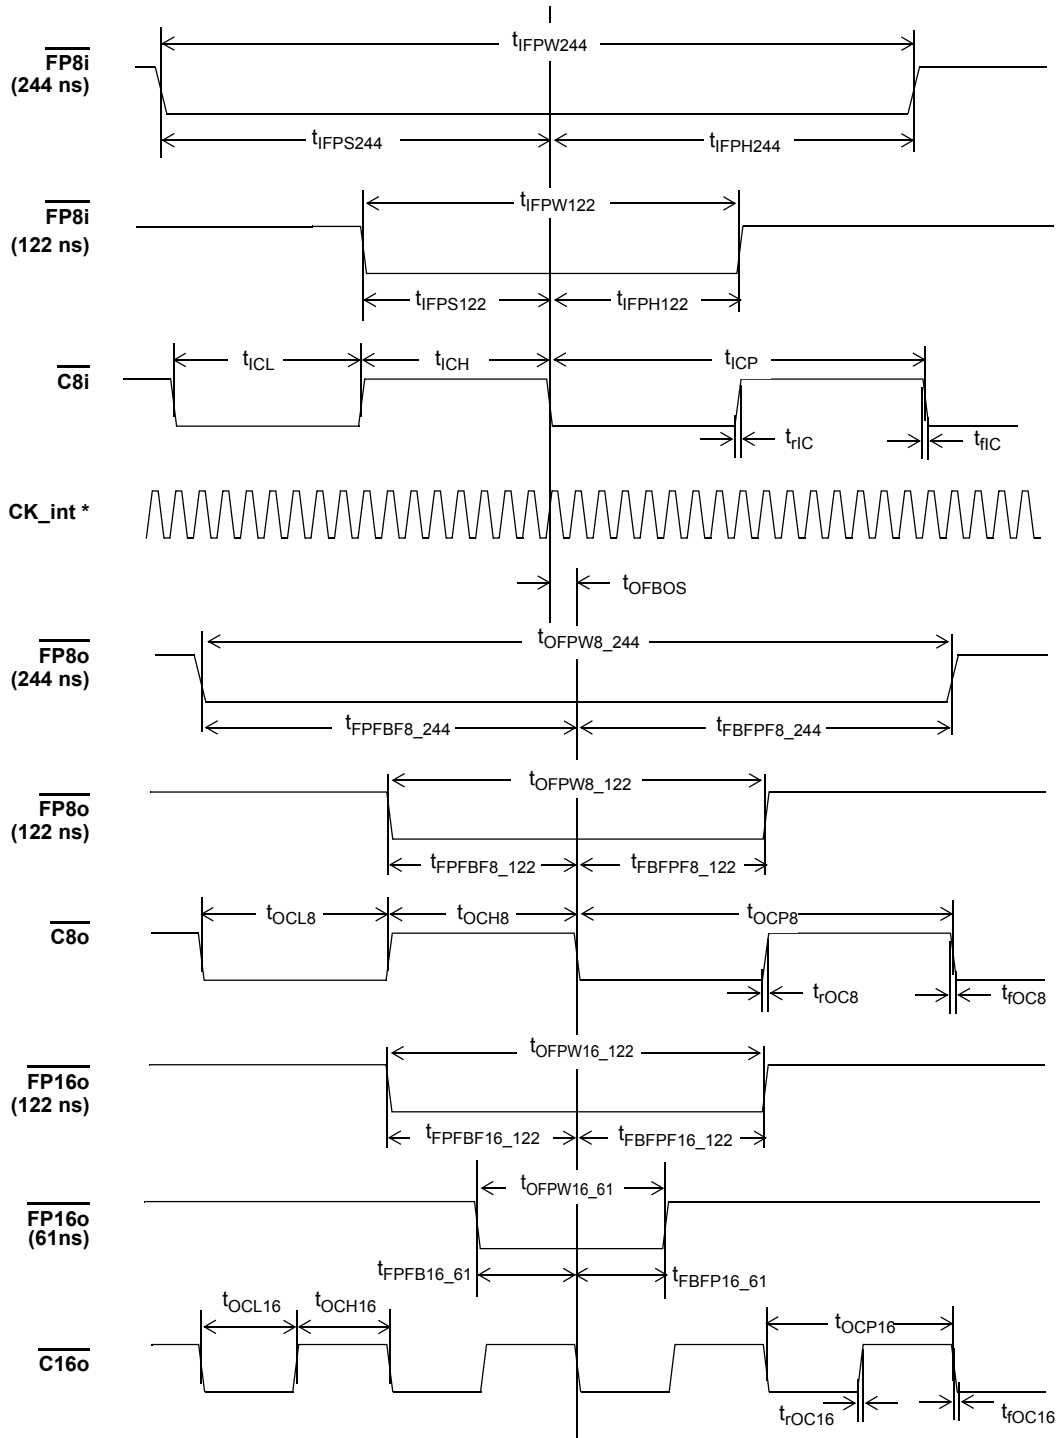 tIFPW244
FP8i
(244 ns)
tIFPS244
tIFPH244
tIFPW122
FP8i
(122 ns)
tIFPS122
tIFPH122
tICL
tICH
tICP
C8i
trIC
tfIC
CK_int *
tOFBOS
tOFPW8_244
FP8o
(244 ns)
tFPFBF8_244
tFBFPF8_244
tOFPW8_122
FP8o
(122 ns)
tFPFBF8_122
tFBFPF8_122
tOCL8
tOCH8
tOCP8
C8o
trOC8
tfOC8
tOFPW16_122
FP16o
(122 ns)
tFPFBF16_122
tFBFPF16_122
tOFPW16_61
FP16o
(61ns)
tFPFB16_61
tFBFP16_61
tOCL16
tOCH16
tOCP16
C16o
trOC16
tfOC16